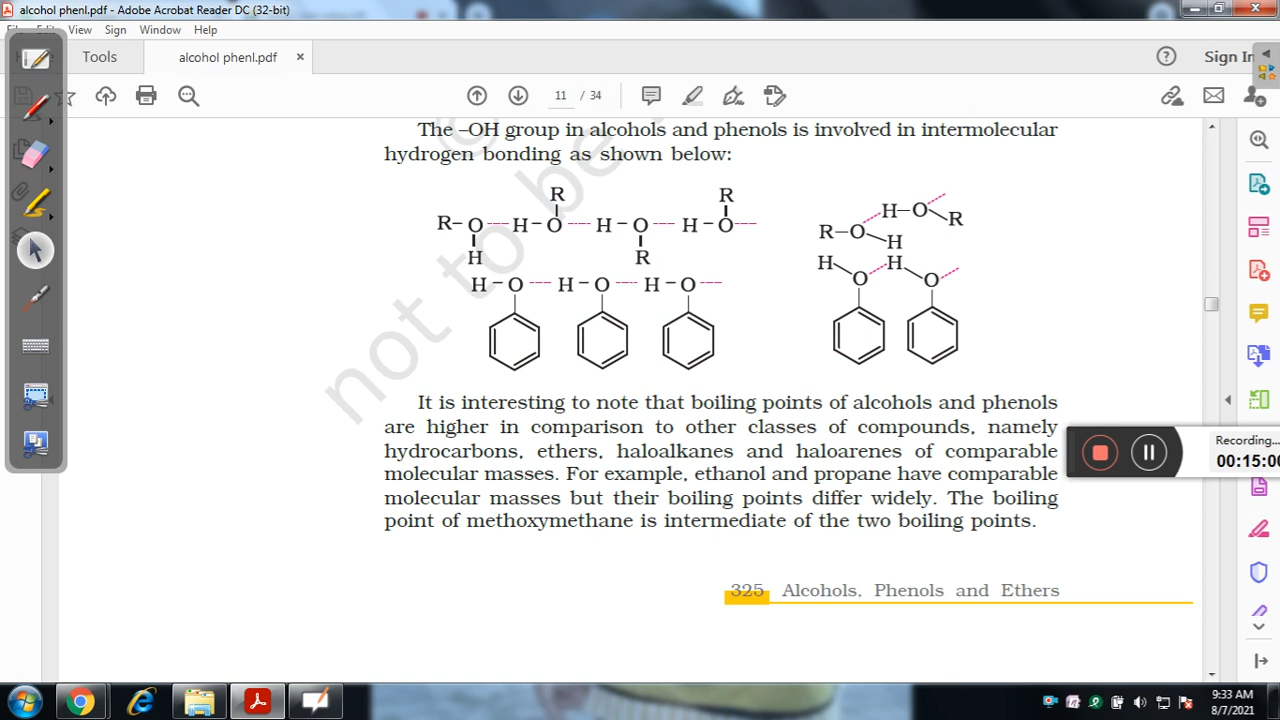 alcohol phenl.pdf - Adobe Acrobat Reader DC (32-bit)
View Sign Window Help
Tools alcohol phenl.pdf × ? Sign In
11 / 34
The –OH group in alcohols and phenols is involved in intermolecular
hydrogen bonding as shown below:
R R
R–O H–O H–O H–O
H R
H–O R
R–O H
H–O H–O H–O
H O H O
not to be
©
It is interesting to note that boiling points of alcohols and phenols
are higher in comparison to other classes of compounds, namely
hydrocarbons, ethers, haloalkanes and haloarenes of comparable
molecular masses. For example, ethanol and propane have comparable
molecular masses but their boiling points differ widely. The boiling
point of methoxymethane is intermediate of the two boiling points.
Recording...
00:15:00
325 Alcohols, Phenols and Ethers
9:33 AM
8/7/2021